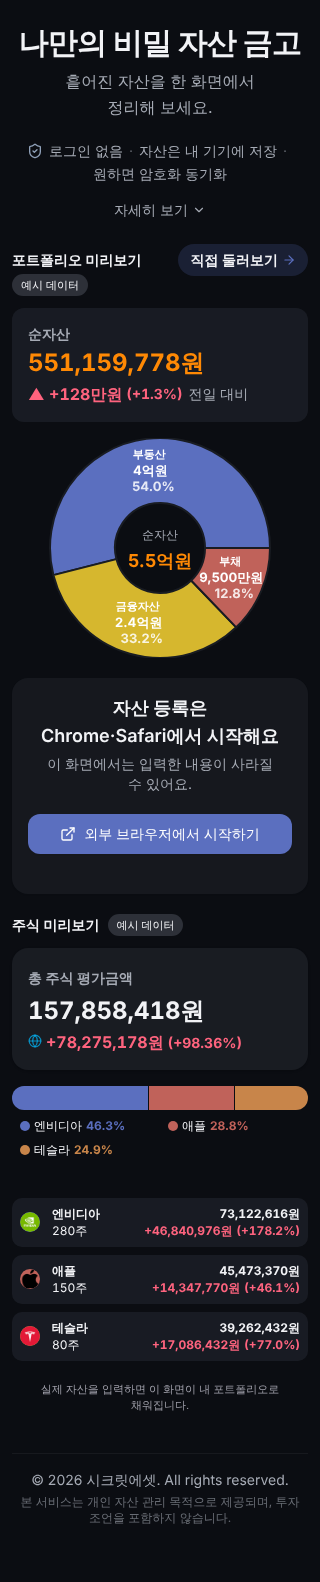 나만의 비밀 자산 금고
흩어진 자산을 한 화면에서
정리해 보세요.
로그인 없음 · 자산은 내 기기에 저장 ·
원하면 암호화 동기화
자세히 보기
포트폴리오 미리보기
직접 둘러보기 →
예시 데이터
순자산
551,159,778원
▲ +128만원 (+1.3%) 전일 대비
부동산
4억원
54.0%
순자산
5.5억원
부채
9,500만원
12.8%
금융자산
2.4억원
33.2%
자산 등록은
Chrome·Safari에서 시작해요
이 화면에서는 입력한 내용이 사라질
수 있어요.
외부 브라우저에서 시작하기
주식 미리보기 예시 데이터
총 주식 평가금액
157,858,418원
+78,275,178원 (+98.36%)
엔비디아 46.3% 애플 28.8%
테슬라 24.9%
엔비디아 73,122,616원
280주 +46,840,976원 (+178.2%)
애플 45,473,370원
150주 +14,347,770원 (+46.1%)
테슬라 39,262,432원
80주 +17,086,432원 (+77.0%)
실제 자산을 입력하면 이 화면이 내 포트폴리오로
채워집니다.
© 2026 시크릿에셋. All rights reserved.
본 서비스는 개인 자산 관리 목적으로 제공되며, 투자
조언을 포함하지 않습니다.